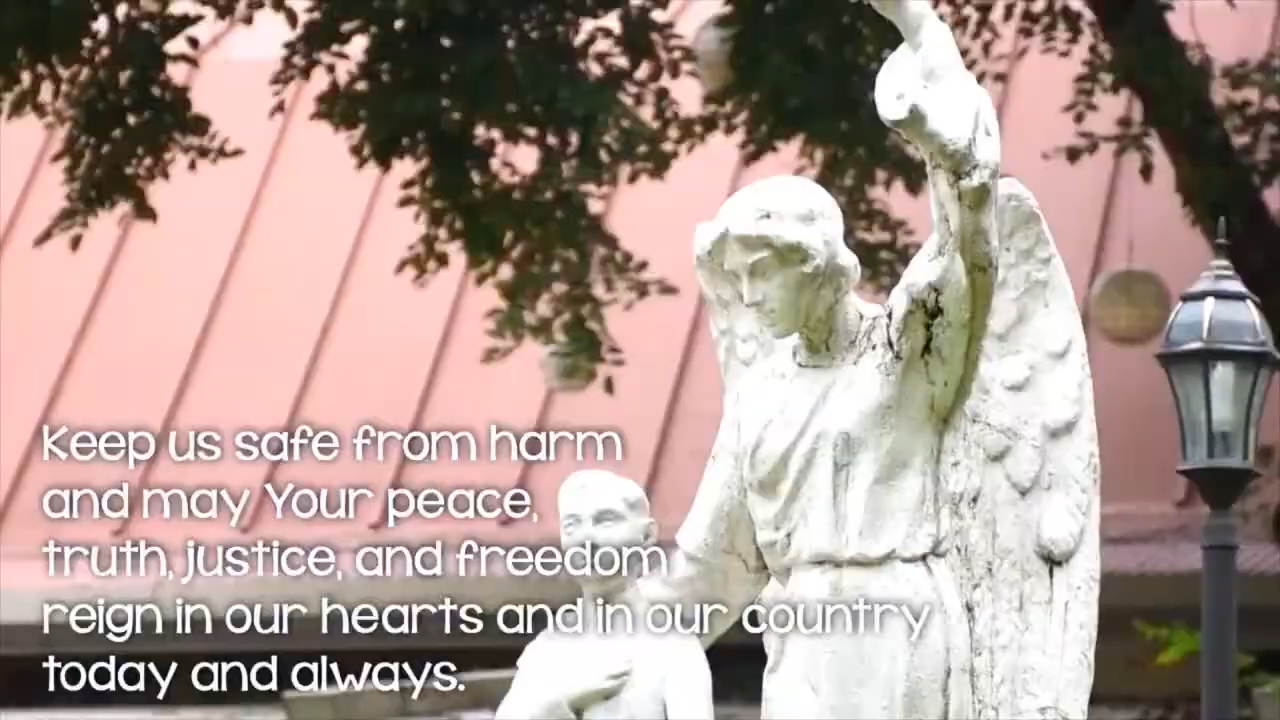 Keep us safe from harm
and may Your peace,
truth, justice, and freedom
reign in our hearts and in our country
today and always.